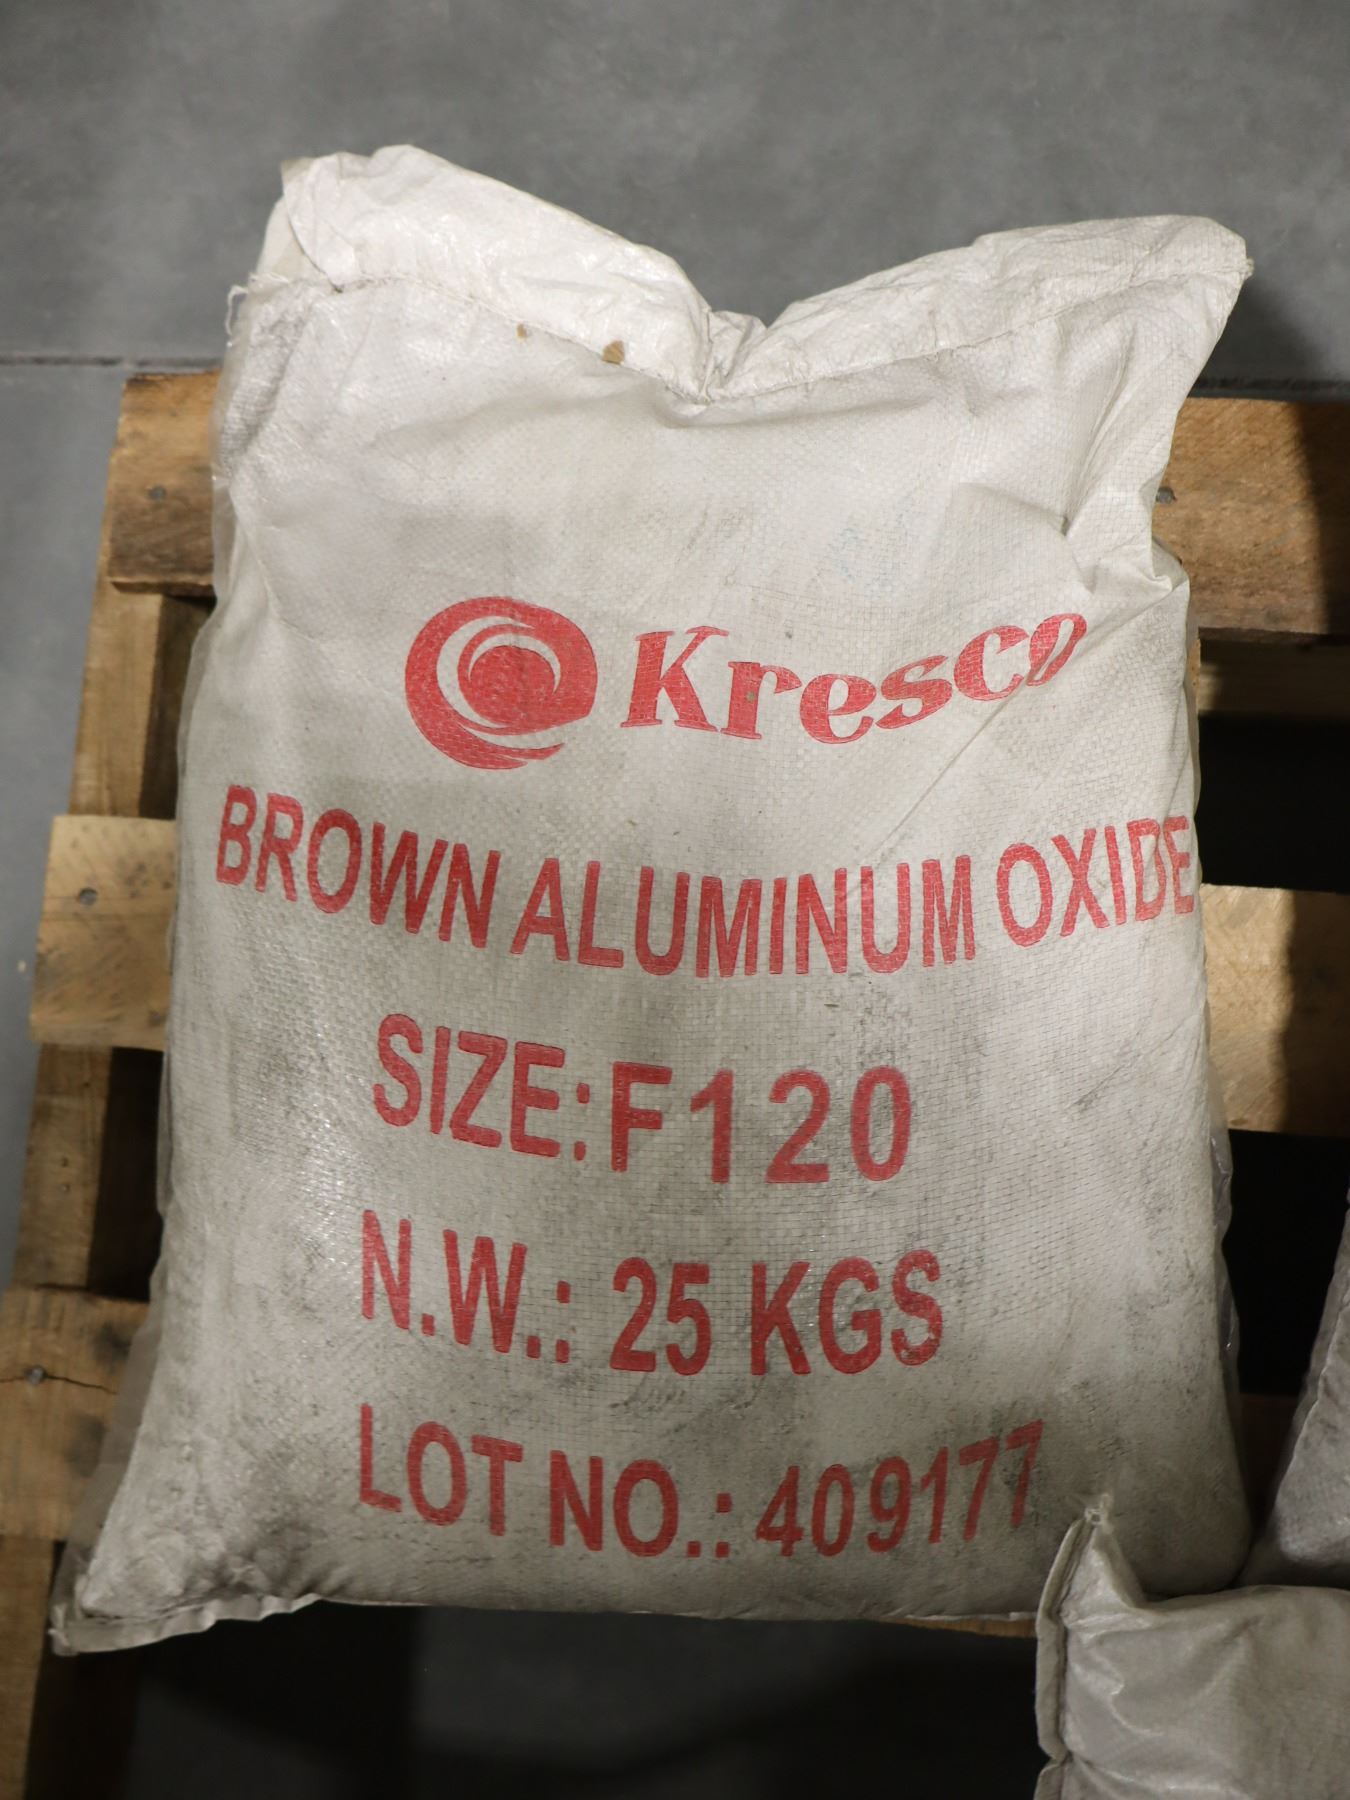 Kresco
BROWN ALUMINUM OXIDE
SIZE: F120
N.W.: 25 KGS
LOT NO.: 409177